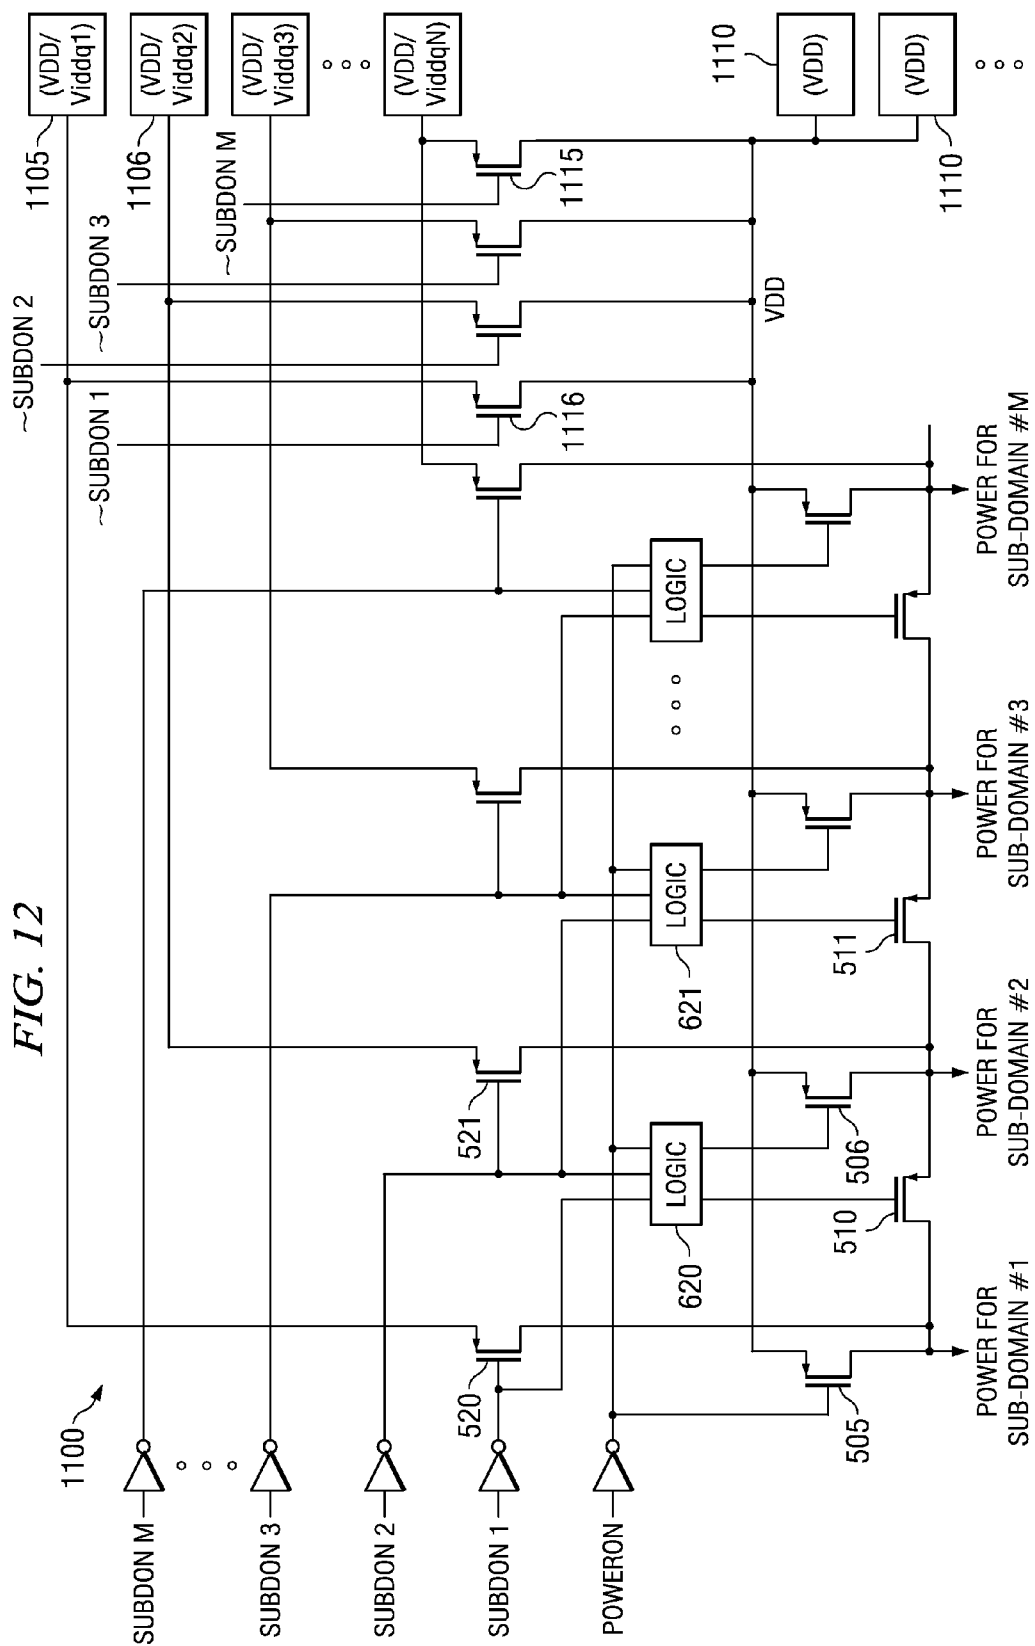 FIG. 12
1100
SUBDON M
SUBDON 3
SUBDON 2
SUBDON 1
POWERON
520
521
505
506
510
511
620
LOGIC
621
LOGIC
LOGIC
POWER FOR
SUB-DOMAIN #1
POWER FOR
SUB-DOMAIN #2
POWER FOR
SUB-DOMAIN #3
POWER FOR
SUB-DOMAIN #M
~SUBDON 1
~SUBDON 2
~SUBDON 3
~SUBDON M
1116
1115
VDD
1105
(VDD/
Viddq1)
1106
(VDD/
Viddq2)
(VDD/
Viddq3)
(VDD/
ViddqN)
1110
(VDD)
(VDD)
1110